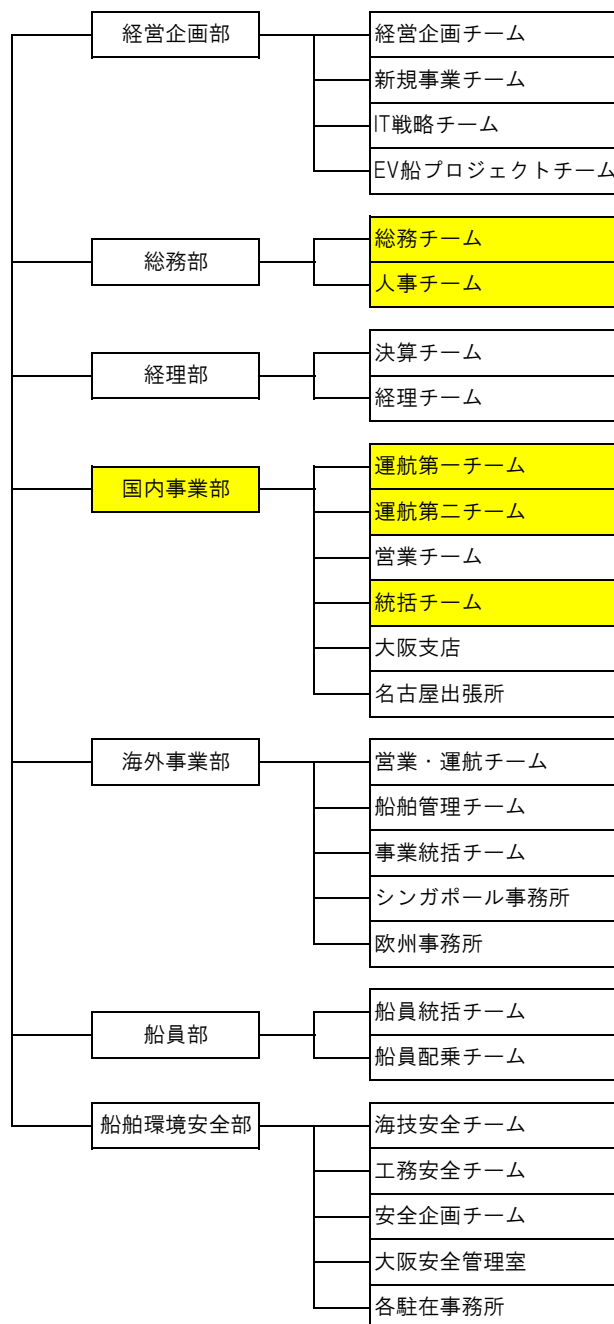 経営企画部
経営企画チーム
新規事業チーム
IT戦略チーム
EV船プロジェクトチーム
総務部
総務チーム
人事チーム
経理部
決算チーム
経理チーム
国内事業部
運航第一チーム
運航第二チーム
営業チーム
統括チーム
大阪支店
名古屋出張所
海外事業部
営業・運航チーム
船舶管理チーム
事業統括チーム
シンガポール事務所
欧州事務所
船員部
船員統括チーム
船員配乗チーム
船舶環境安全部
海技安全チーム
工務安全チーム
安全企画チーム
大阪安全管理室
各駐在事務所